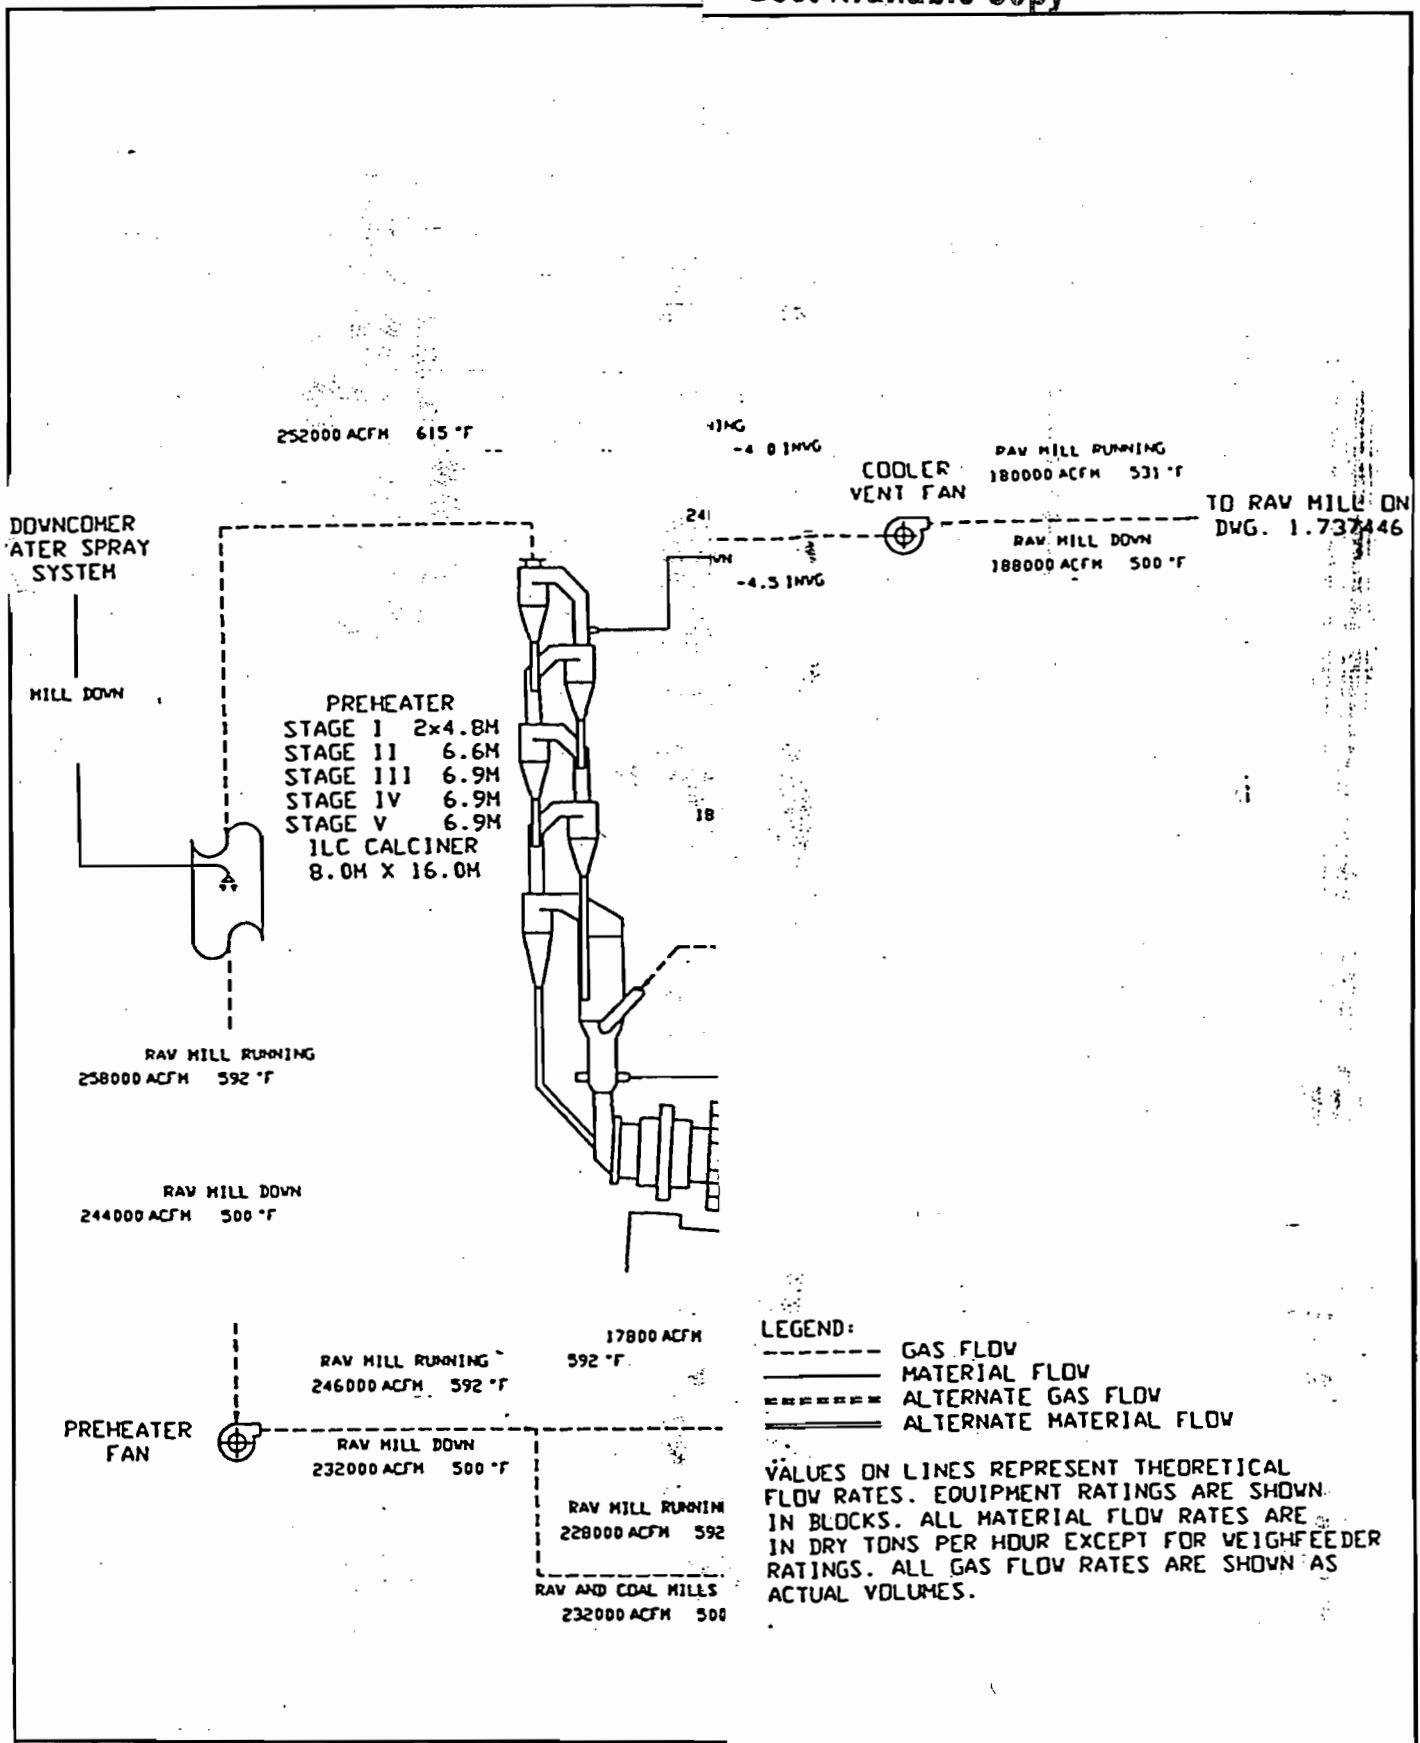 252000 ACFM 615 °F
-4.0 INVG
COOLER
VENT FAN
RAW MILL RUNNING
180000 ACFM 531 °F
RAW MILL DOWN
188000 ACFM 500 °F
TO RAW MILL ON
DWG. 1.737446
-4.5 INVG
DOWNCOMER
ATER SPRAY
SYSTEM
MILL DOWN
PREHEATER
STAGE I 2x4.8M
STAGE II 6.6M
STAGE III 6.9M
STAGE IV 6.9M
STAGE V 6.9M
ILC CALCINER
8.0M X 16.0M
18
RAW MILL RUNNING
258000 ACFM 592 °F
RAW MILL DOWN
244000 ACFM 500 °F
PREHEATER
FAN
RAW MILL RUNNING
246000 ACFM 592 °F
RAW MILL DOWN
232000 ACFM 500 °F
17800 ACFM
592 °F
RAW MILL RUNNIN
228000 ACFM 592
RAW AND COAL MILLS
232000 ACFM 500
LEGEND:
GAS FLOW
MATERIAL FLOW
ALTERNATE GAS FLOW
ALTERNATE MATERIAL FLOW
VALUES ON LINES REPRESENT THEORETICAL
FLOW RATES. EQUIPMENT RATINGS ARE SHOWN
IN BLOCKS. ALL MATERIAL FLOW RATES ARE
IN DRY TONS PER HOUR EXCEPT FOR WEIGHFEEDER
RATINGS. ALL GAS FLOW RATES ARE SHOWN AS
ACTUAL VOLUMES.